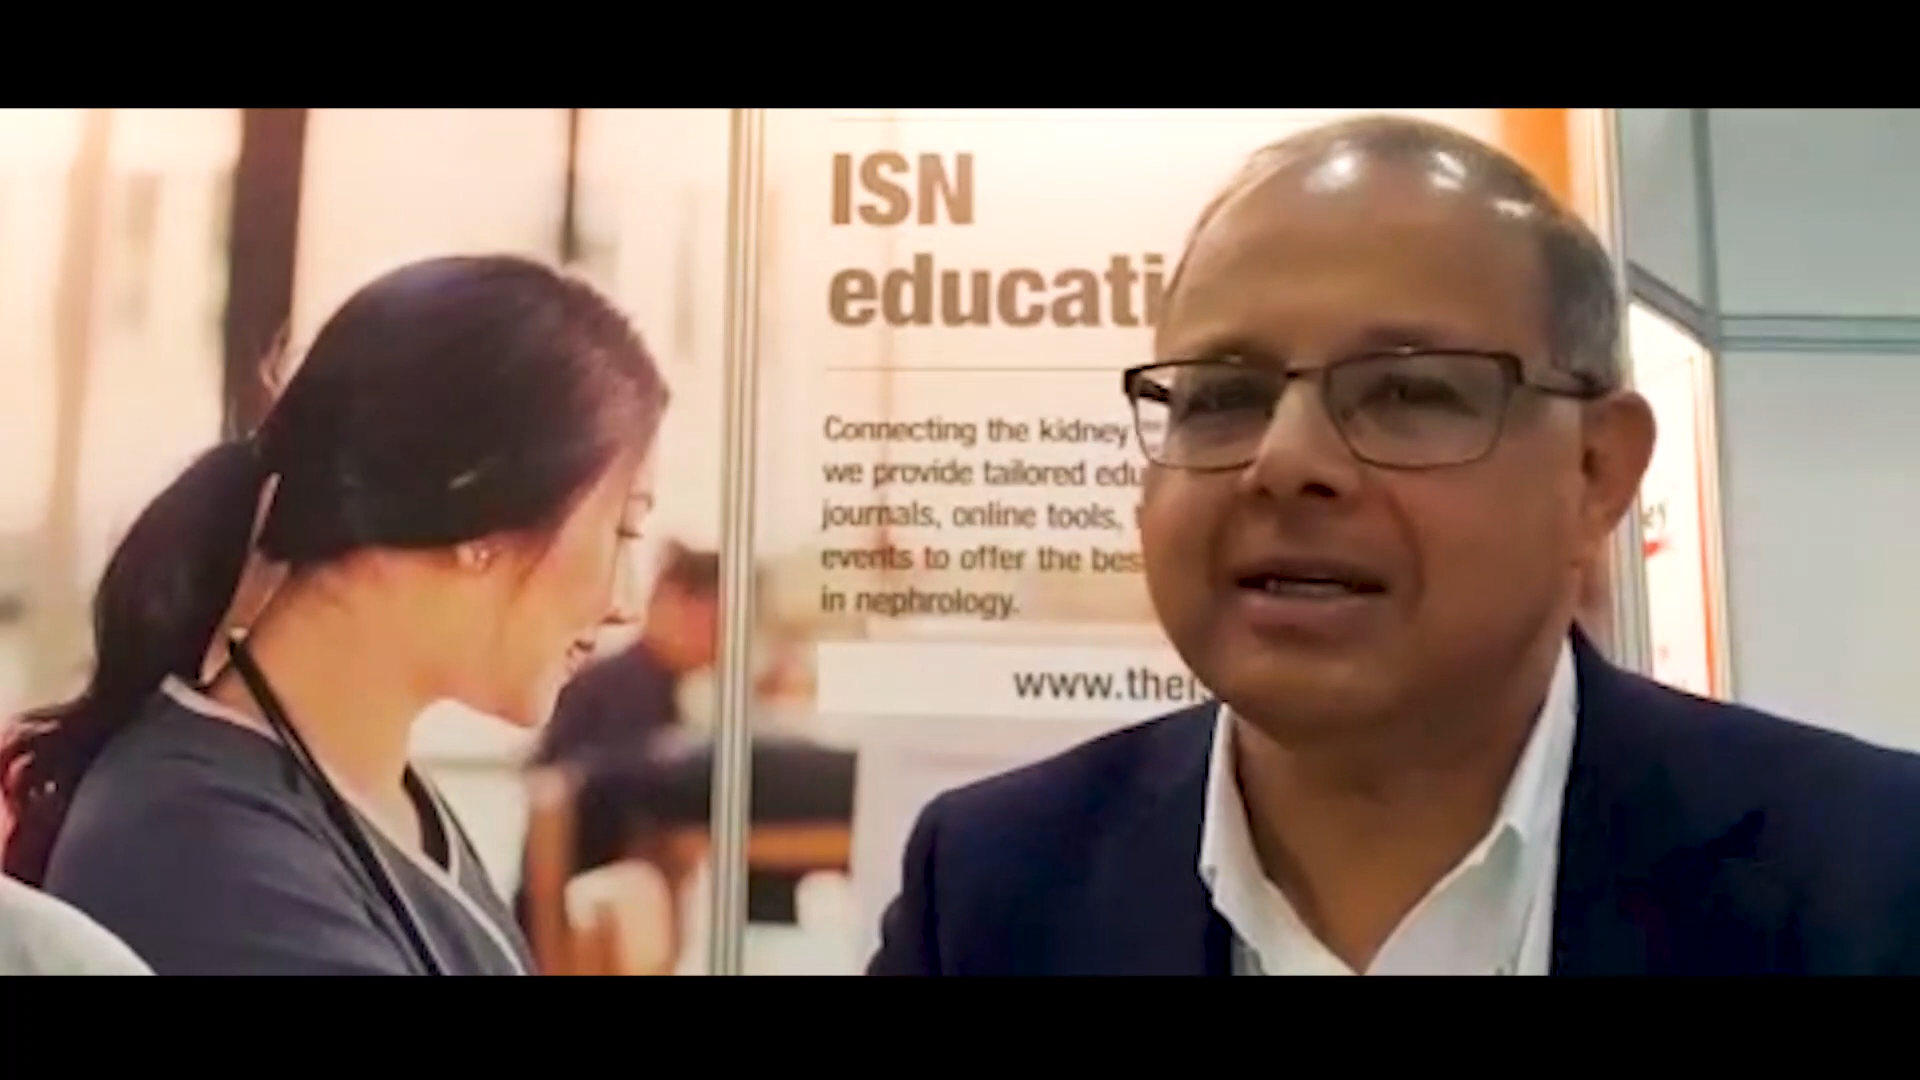 ISN
educati
Connecting the kidney
we provide tailored edu
journals, online tools,
events to offer the bes
in nephrology.
www.theis